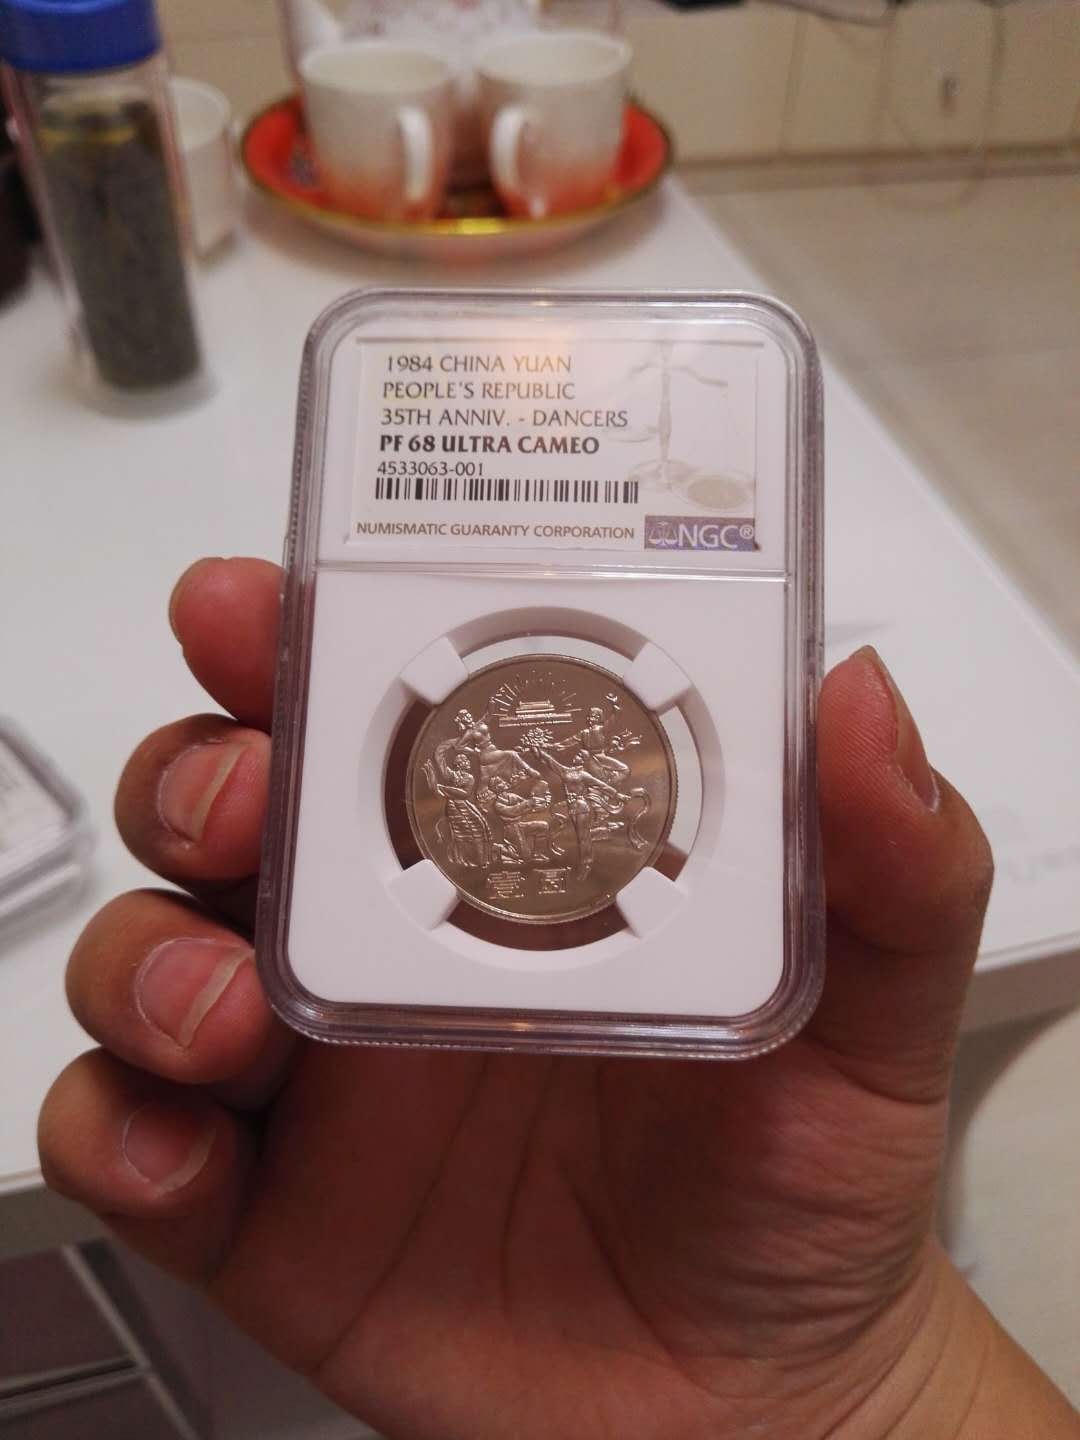 1984 CHINA YUAN
PEOPLE'S REPUBLIC
35TH ANNIV. - DANCERS
PF 68 ULTRA CAMEO
4533063-001
NUMISMATIC GUARANTY CORPORATION NGC®
壹圆